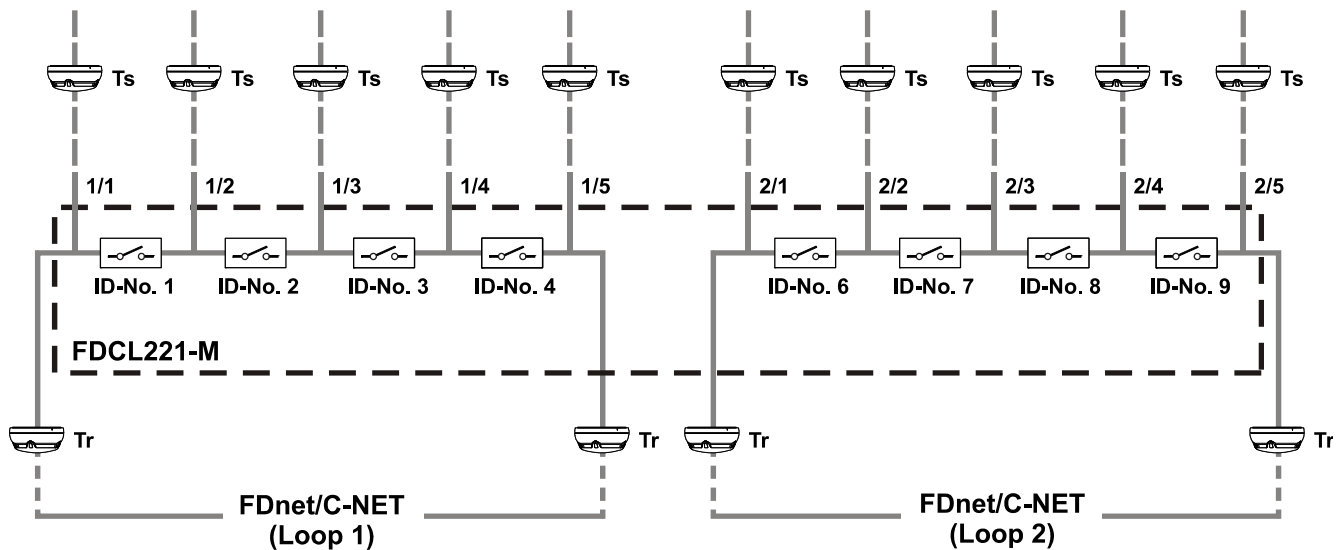 Ts Ts Ts Ts Ts Ts Ts Ts Ts Ts
1/1 1/2 1/3 1/4 1/5 2/1 2/2 2/3 2/4 2/5
ID-No. 1 ID-No. 2 ID-No. 3 ID-No. 4 ID-No. 6 ID-No. 7 ID-No. 8 ID-No. 9
FDCL221-M
Tr Tr Tr Tr
FDnet/C-NET
(Loop 1)
FDnet/C-NET
(Loop 2)